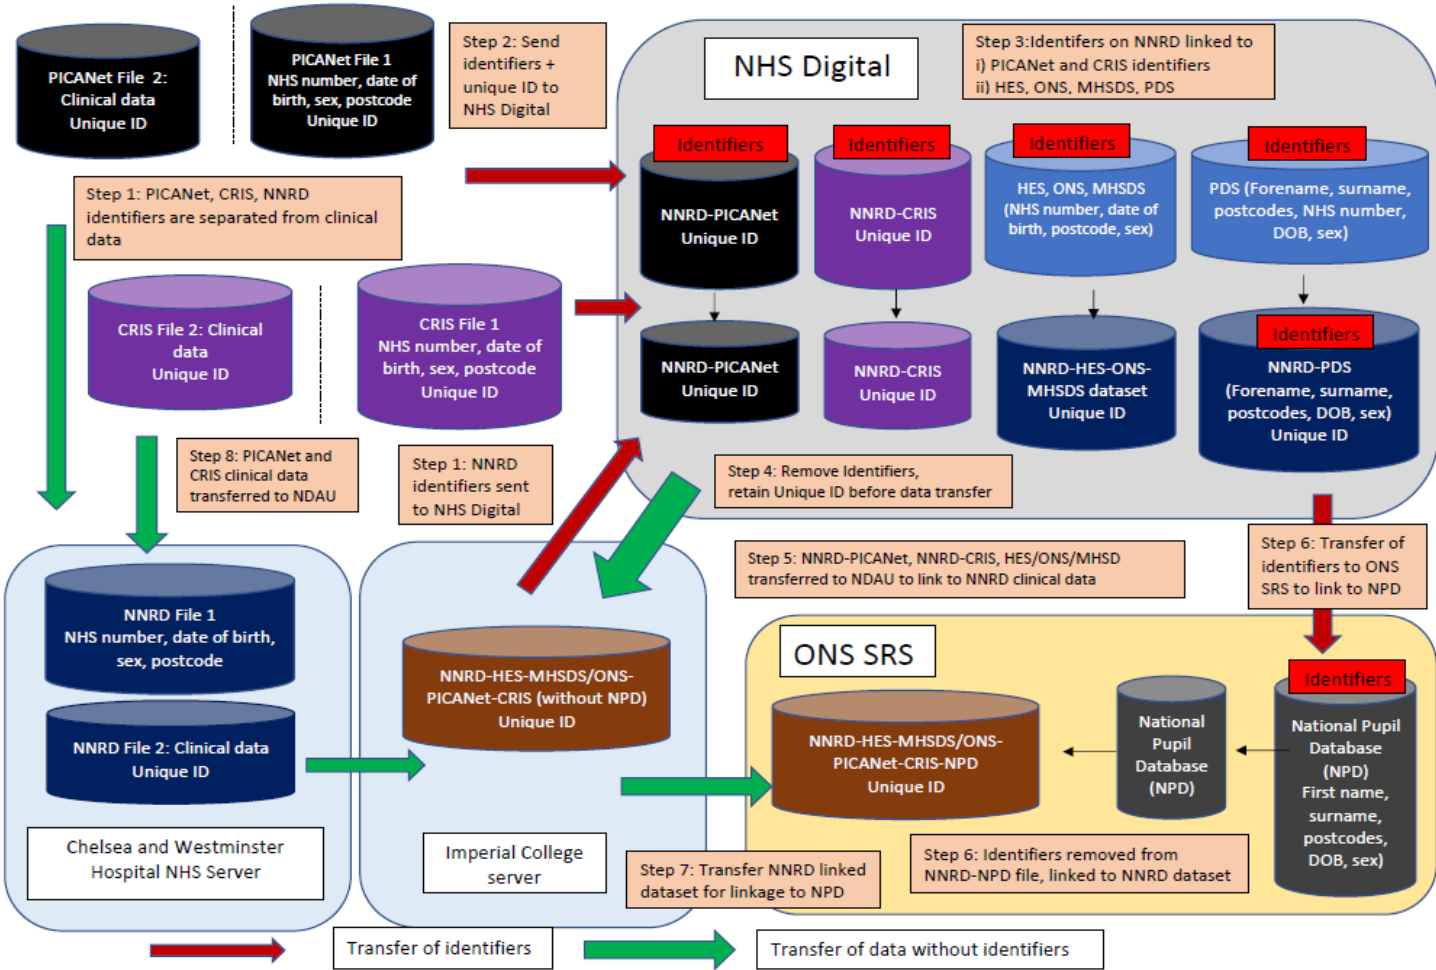 PICANet File  2:
Clinical data
Unique ID
PICANet File 1
NHS number, date of
birth, sex, postcode
Unique ID
Step 2: Send
identifiers +
unique ID to
NHS Digital
NHS Digital
Step 3:Identifers on NNRD linked to
i) PICANet and CRIS identifiers
ii) HES, ONS, MHSDS, PDS
Identifiers
NNRD-PICANet
Unique ID
Identifiers
NNRD-CRIS
Unique ID
Identifiers
HES, ONS, MHSDS
(NHS number, date of
birth, postcode, sex)
Identifiers
PDS (Forename, surname,
postcodes, NHS number,
DOB, sex)
Step 1: PICANet, CRIS, NNRD
identifiers are separated from clinical
data
CRIS File 2: Clinical
data
Unique ID
CRIS File 1
NHS number, date of
birth, sex, postcode
Unique ID
NNRD-PICANet
Unique ID
NNRD-CRIS
Unique ID
NNRD-HES-ONS-
MHSDS dataset
Unique ID
Identifiers
NNRD-PDS
(Forename, surname,
postcodes, DOB, sex)
Unique ID
Step 8: PICANet and
CRIS clinical data
transferred to NDAU
Step 1: NNRD
identifiers sent
to NHS Digital
Step 4: Remove Identifiers,
retain Unique ID before data transfer
Step 5: NNRD-PICANet, NNRD-CRIS, HES/ONS/MHSD
transferred to NDAU to link to NNRD clinical data
Step 6: Transfer of
identifiers to ONS
SRS to link to NPD
NNRD File 1
NHS number, date of birth,
sex, postcode
NNRD File 2: Clinical data
Unique ID
Chelsea and Westminster
Hospital NHS Server
NNRD-HES-MHSDS/ONS-
PICANet-CRIS (without NPD)
Unique ID
Imperial College
server
ONS SRS
NNRD-HES-MHSDS/ONS-
PICANet-CRIS-NPD
Unique ID
National
Pupil
Database
(NPD)
Identifiers
National Pupil
Database
(NPD)
First name,
surname,
postcodes,
DOB, sex)
Step 7: Transfer NNRD linked
dataset for linkage to NPD
Step 6: Identifiers removed from
NNRD-NPD file, linked to NNRD dataset
Transfer of identifiers
Transfer of data without identifiers